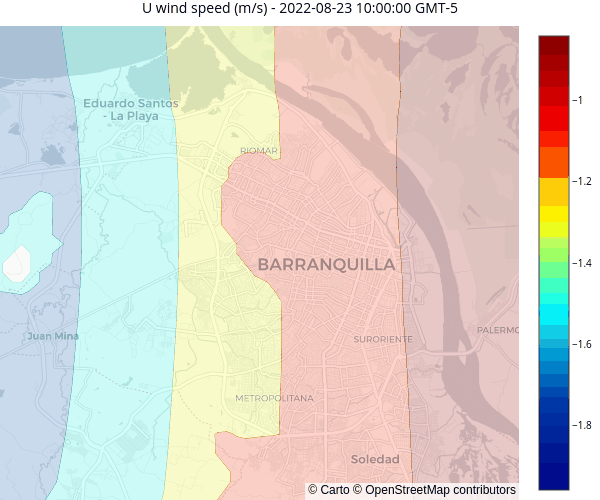 U wind speed (m/s) - 2022-08-23 10:00:00 GMT-5
Eduardo Santos
- La Playa
RIOMAR
BARRANQUILLA
Juan Mina
SURORIENTE
PALERMO
METROPOLITANA
Soledad
© Carto © OpenStreetMap contributors
−1
−1.2
−1.4
−1.6
−1.8